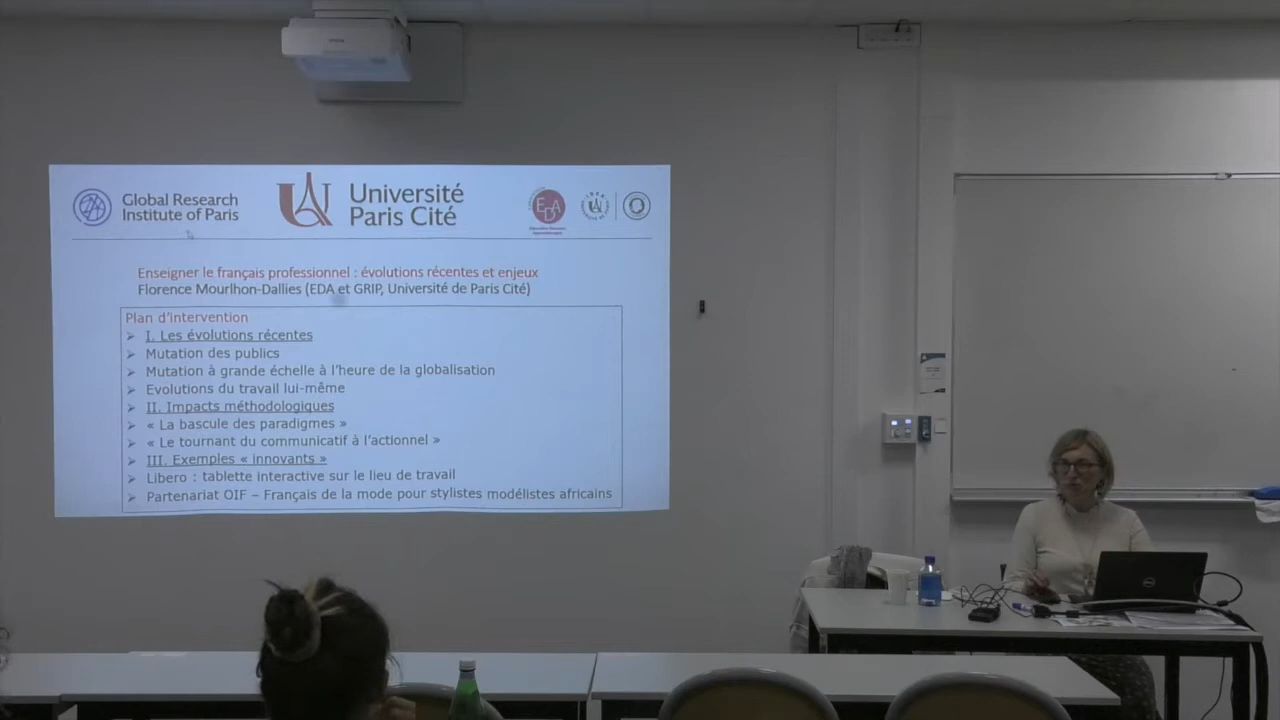 EPSON
Global Research
Institute of Paris
Université
Paris Cité
EDA
Enseigner le français professionnel : évolutions récentes et enjeux
Florence Mourlhon-Dallies (EDA et GRIP, Université de Paris Cité)
Plan d’intervention
➢ I. Les évolutions récentes
➢ Mutation des publics
➢ Mutation à grande échelle à l’heure de la globalisation
➢ Evolutions du travail lui-même
➢ II. Impacts méthodologiques
➢ « La bascule des paradigmes »
➢ « Le tournant du communicatif à l’actionnel »
➢ III. Exemples « innovants »
➢ Libero : tablette interactive sur le lieu de travail
➢ Partenariat OIF – Français de la mode pour stylistes modélistes africains
DELL